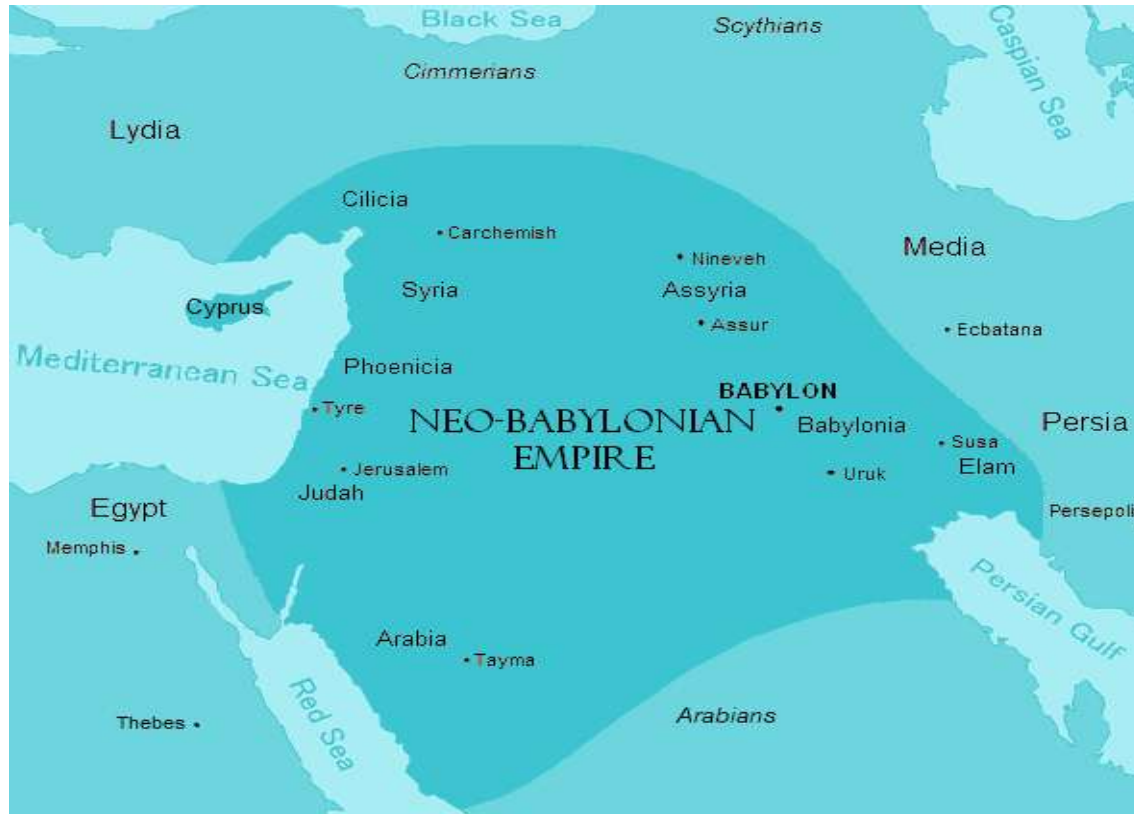 Black Sea
Scythians
Caspian Sea
Cimmerians
Lydia
Cilicia
Carchemish
Media
Nineveh
Syria
Assyria
Cyprus
Assur
Ecbatana
Mediterranean Sea
Phoenicia
BABYLON
Tyre
NEO-BABYLONIAN
EMPIRE
Babylonia
Persia
Susa
Jerusalem
Uruk
Elam
Judah
Egypt
Persepoli
Memphis
Persian Gulf
Arabia
Tayma
Red Sea
Arabians
Thebes